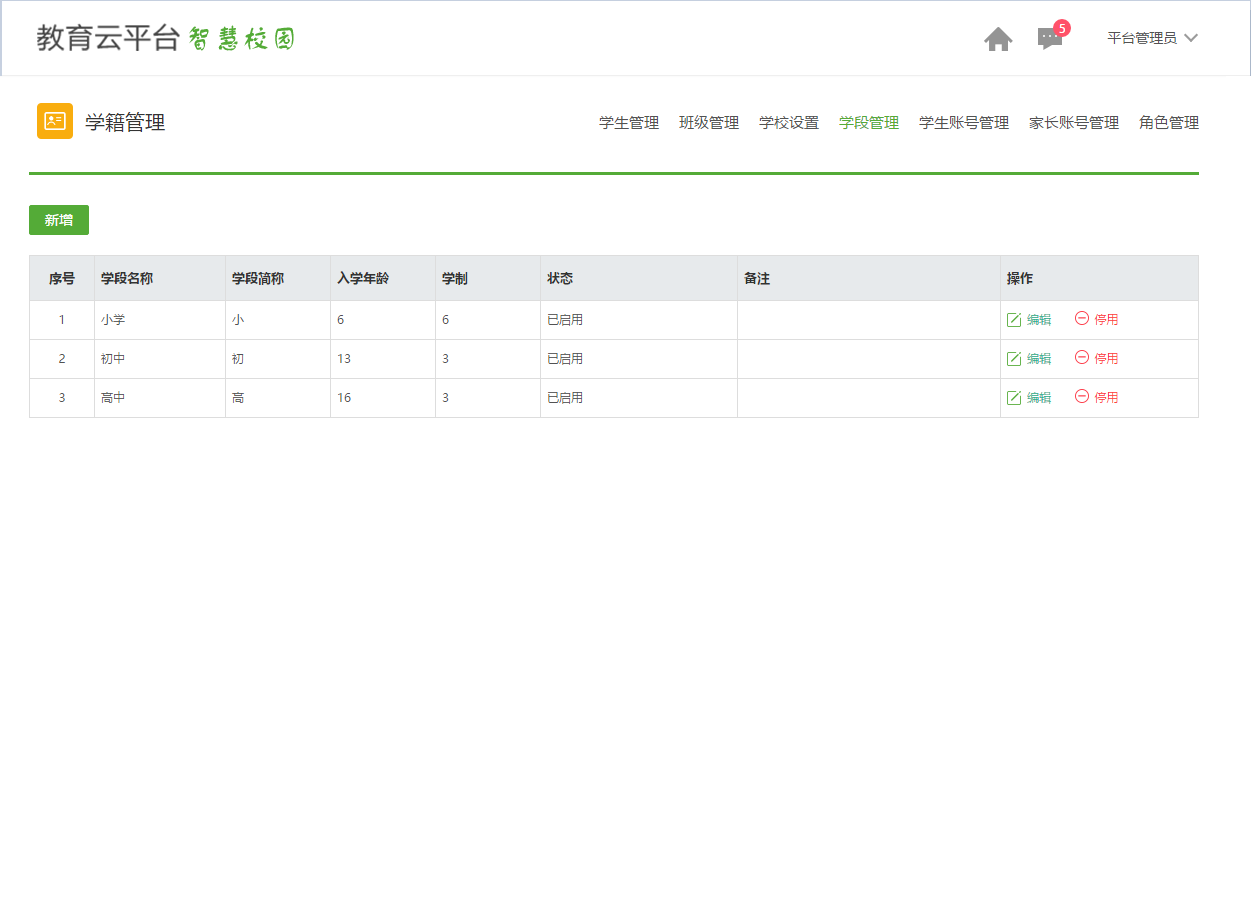 教育云平台 智慧校园
5
平台管理员
学籍管理
学生管理 班级管理 学校设置 学段管理 学生账号管理 家长账号管理 角色管理
新增
序号 学段名称 学段简称 入学年龄 学制 状态 备注 操作
1 小学 小 6 6 已启用 编辑 停用
2 初中 初 13 3 已启用 编辑 停用
3 高中 高 16 3 已启用 编辑 停用